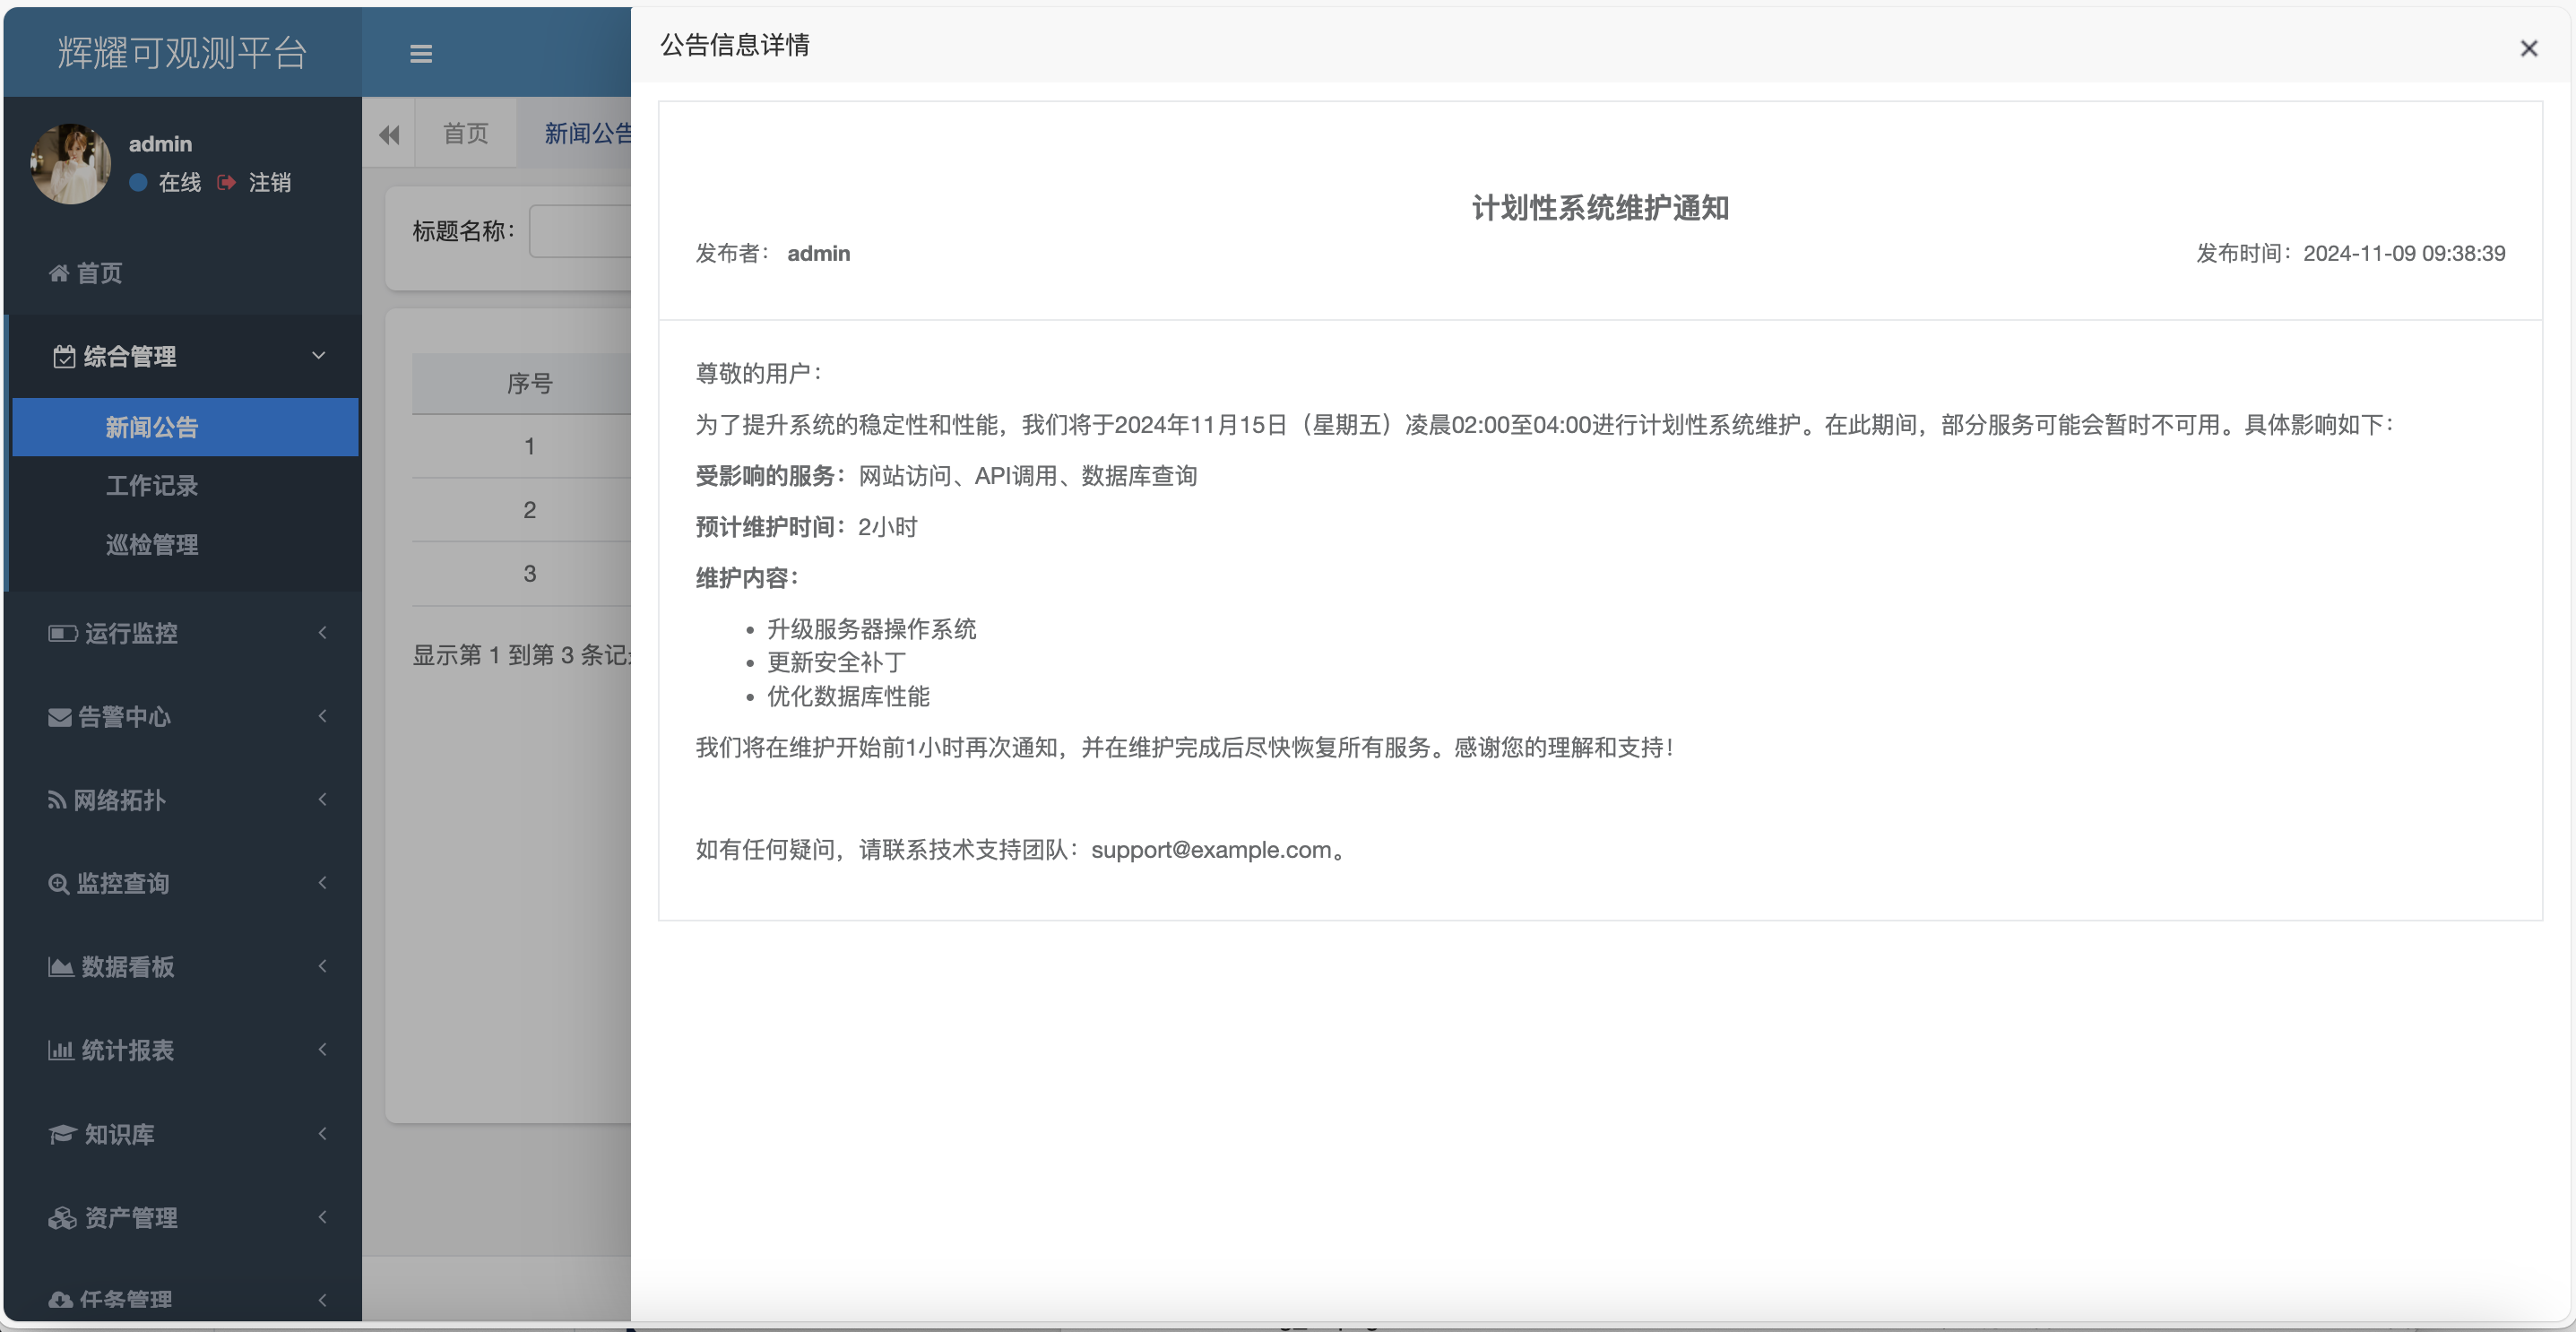 辉耀可观测平台
admin
在线 注销
首页
综合管理
新闻公告
工作记录
巡检管理
运行监控
告警中心
网络拓扑
监控查询
数据看板
统计报表
知识库
资产管理
任务管理
首页 新闻公告
标题名称：
序号
1
2
3
显示第 1 到第 3 条记
公告信息详情
计划性系统维护通知
发布者： admin 发布时间：2024-11-09 09:38:39
尊敬的用户：
为了提升系统的稳定性和性能，我们将于2024年11月15日（星期五）凌晨02:00至04:00进行计划性系统维护。在此期间，部分服务可能会暂时不可用。具体影响如下：
受影响的服务：网站访问、API调用、数据库查询
预计维护时间：2小时
维护内容：
• 升级服务器操作系统
• 更新安全补丁
• 优化数据库性能
我们将在维护开始前1小时再次通知，并在维护完成后尽快恢复所有服务。感谢您的理解和支持！
如有任何疑问，请联系技术支持团队：support@example.com。